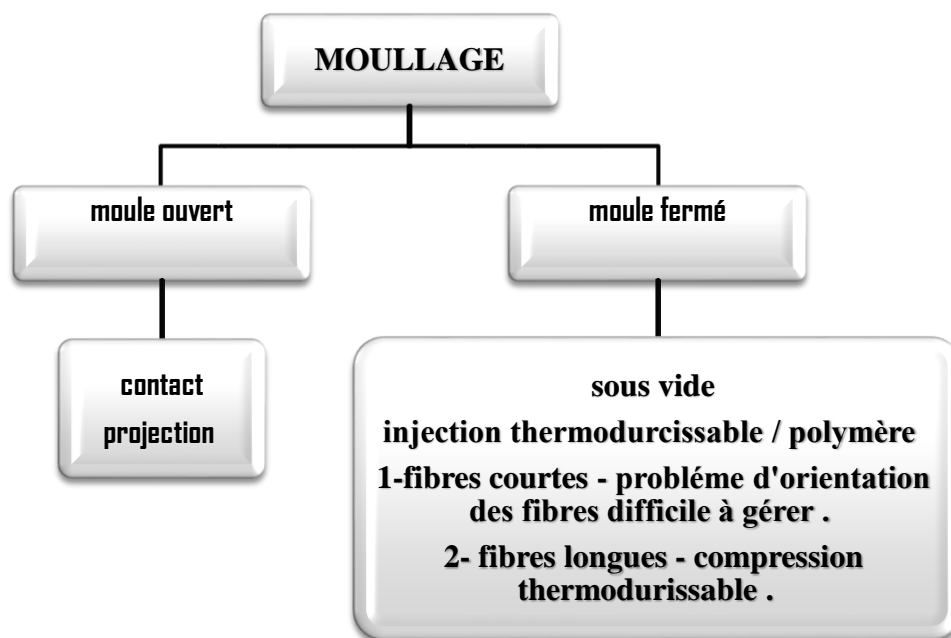 MOULLAGE
moule ouvert
moule fermé
contact
projection
sous vide
injection thermodurcissable / polymère
1-fibres courtes - probléme d'orientation
des fibres difficile à gérer .
2- fibres longues - compression
thermodurissable .